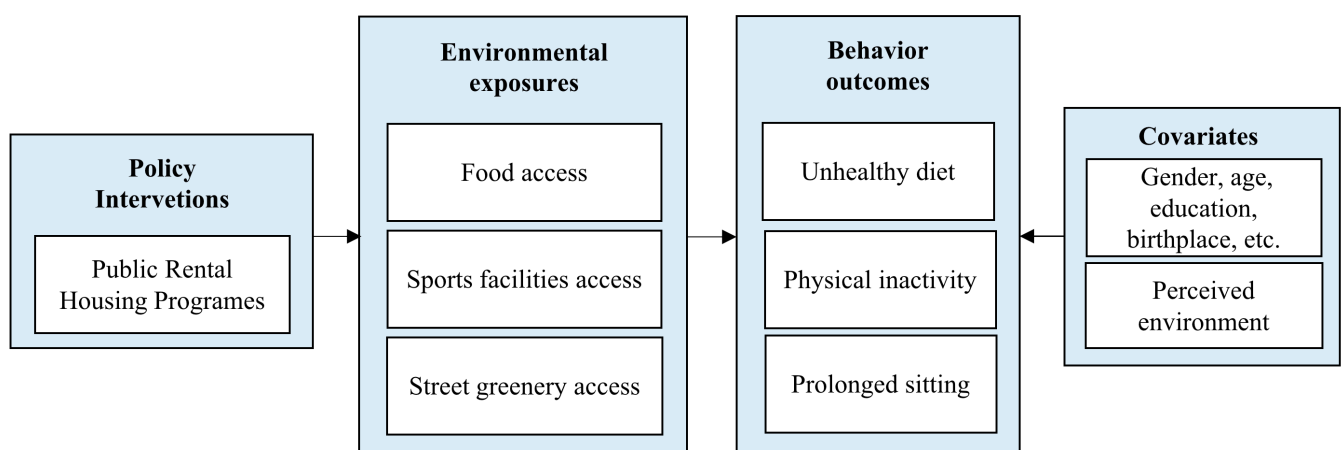 Policy
Intervetions
Public Rental
Housing Programes
Environmental
exposures
Food access
Sports facilities access
Street greenery access
Behavior
outcomes
Unhealthy diet
Physical inactivity
Prolonged sitting
Covariates
Gender, age,
education,
birthplace, etc.
Perceived
environment